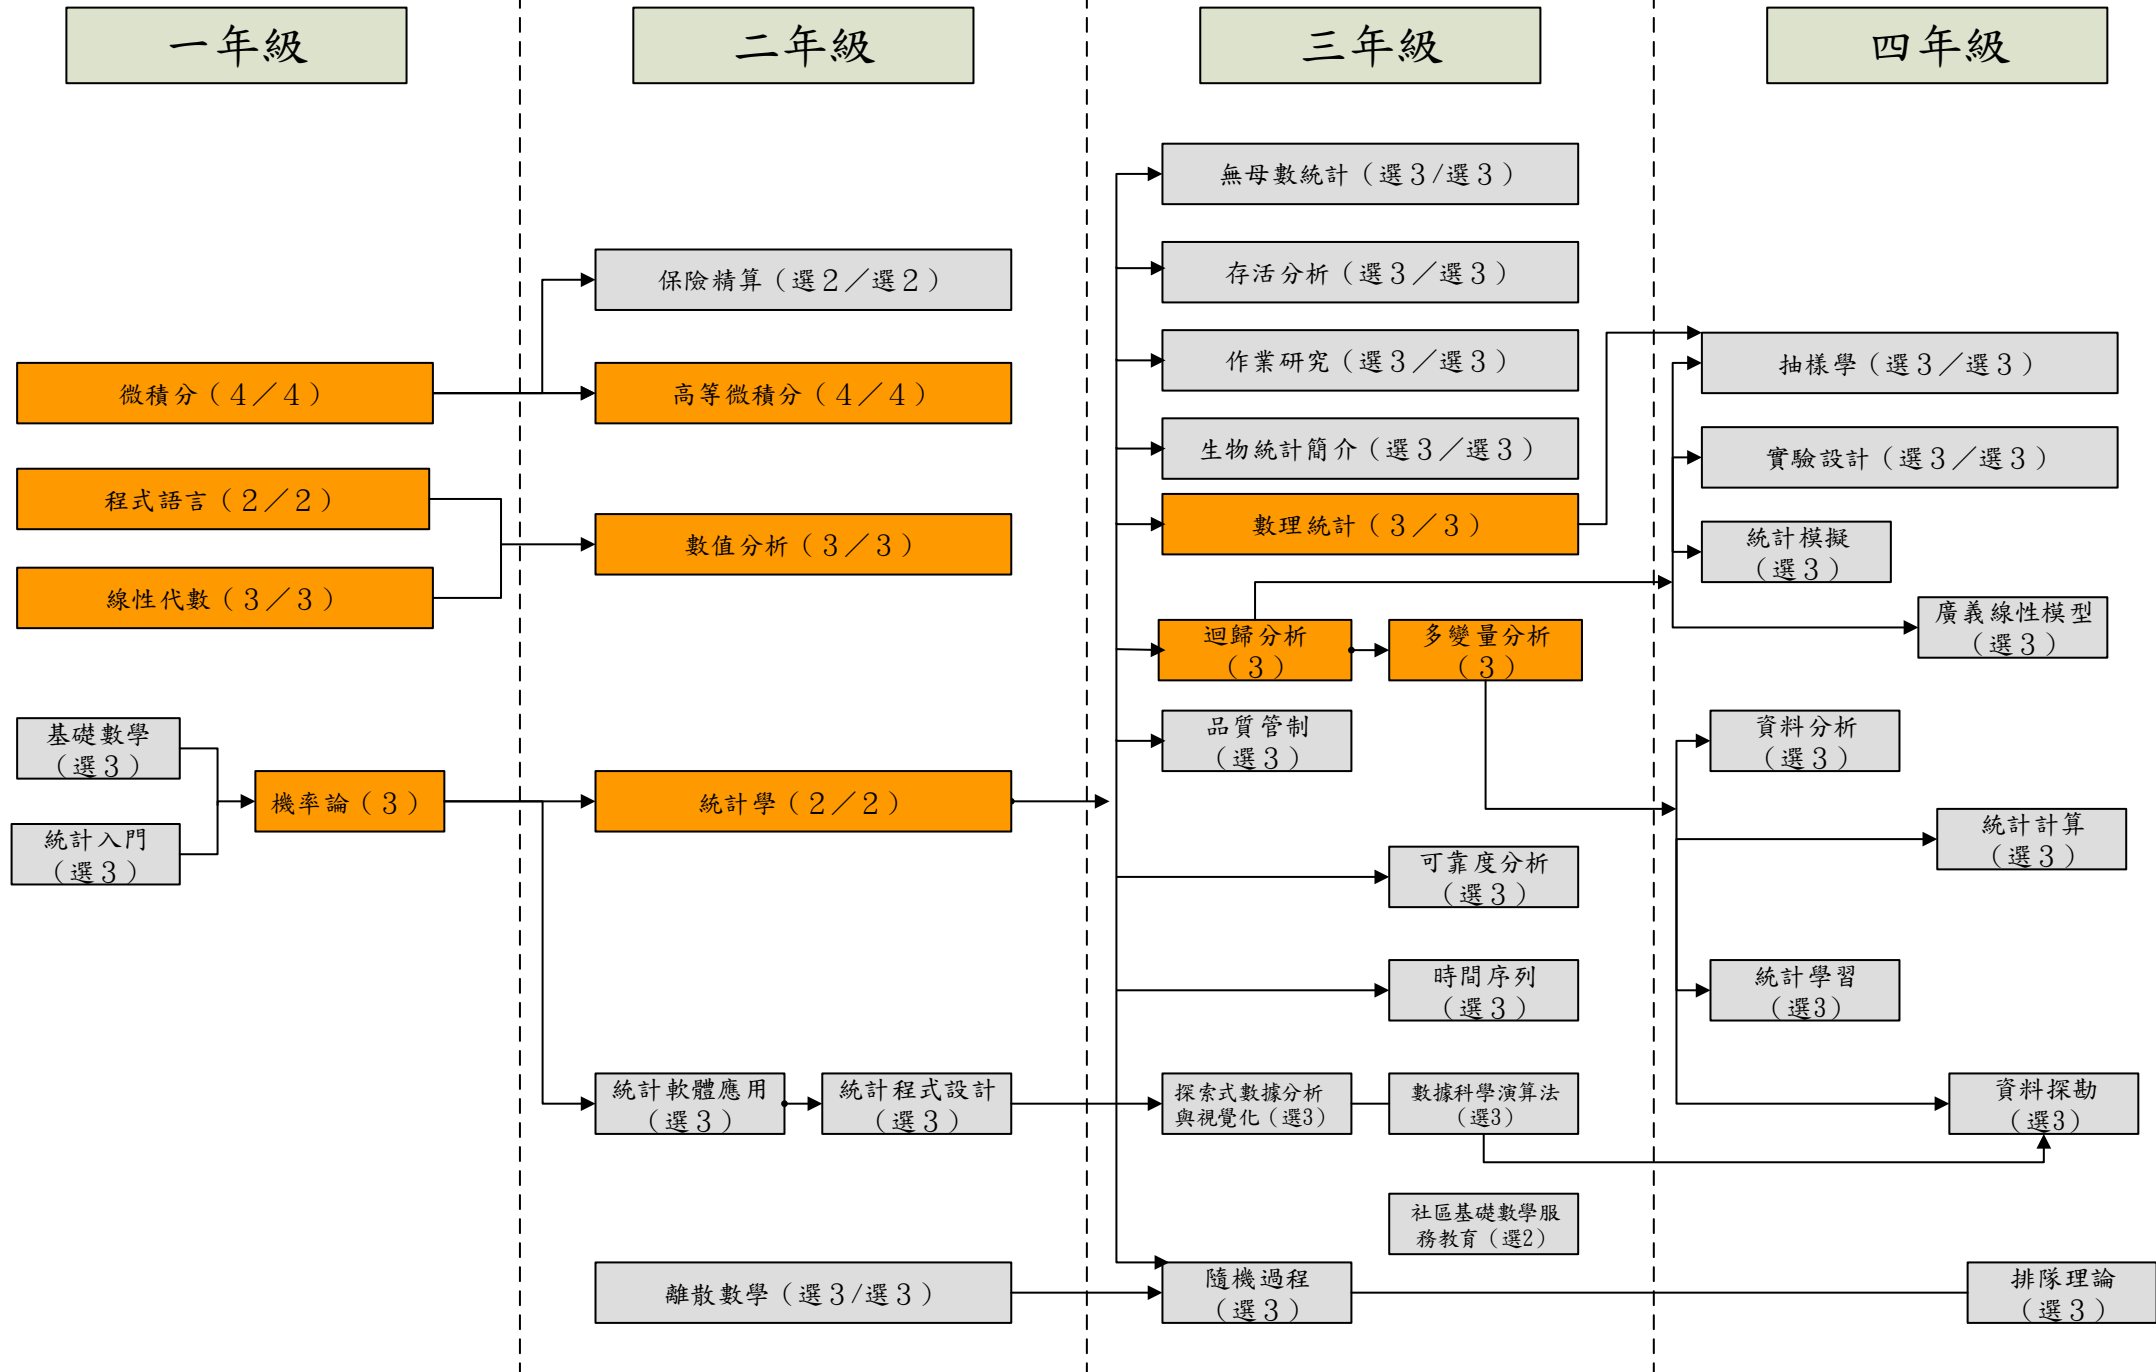 一年級
二年級
三年級
四年級
微積分（4／4）
程式語言（2／2）
線性代數（3／3）
基礎數學
（選3）
統計入門
（選3）
機率論（3）
保險精算（選2／選2）
高等微積分（4／4）
數值分析（3／3）
統計學（2／2）
統計軟體應用
（選3）
統計程式設計
（選3）
離散數學（選3/選3）
無母數統計（選3/選3）
存活分析（選3／選3）
作業研究（選3／選3）
生物統計簡介（選3／選3）
數理統計（3／3）
迴歸分析
（3）
多變量分析
（3）
品質管制
（選3）
可靠度分析
（選3）
時間序列
（選3）
探索式數據分析
與視覺化（選3）
數據科學演算法
（選3）
社區基礎數學服
務教育（選2）
隨機過程
（選3）
抽樣學（選3／選3）
實驗設計（選3／選3）
統計模擬
（選3）
廣義線性模型
（選3）
資料分析
（選3）
統計計算
（選3）
統計學習
（選3）
資料探勘
（選3）
排隊理論
（選3）